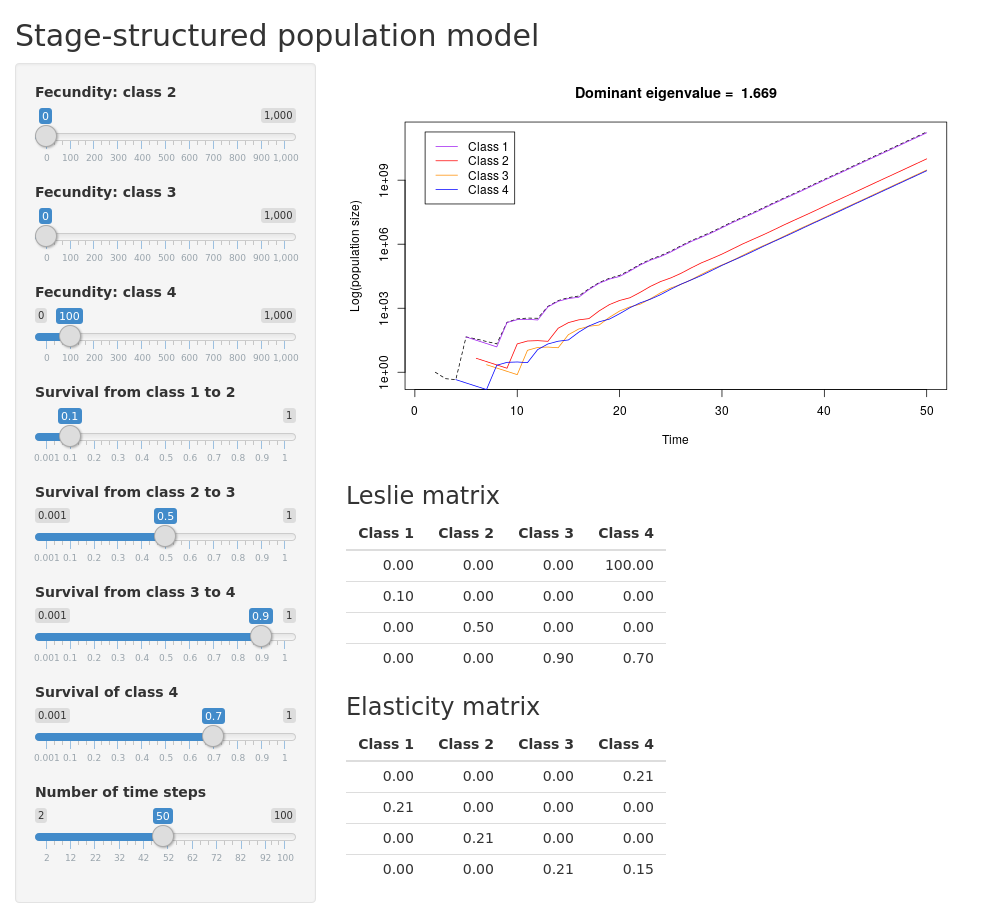 Stage-structured population model
Fecundity: class 2
0 1,000
0 100 200 300 400 500 600 700 800 900 1,000
Fecundity: class 3
0 1,000
0 100 200 300 400 500 600 700 800 900 1,000
Fecundity: class 4
0 100 1,000
0 100 200 300 400 500 600 700 800 900 1,000
Survival from class 1 to 2
0.1 1
0.001 0.1 0.2 0.3 0.4 0.5 0.6 0.7 0.8 0.9 1
Survival from class 2 to 3
0.001 0.5 1
0.001 0.1 0.2 0.3 0.4 0.5 0.6 0.7 0.8 0.9 1
Survival from class 3 to 4
0.001 0.9 1
0.001 0.1 0.2 0.3 0.4 0.5 0.6 0.7 0.8 0.9 1
Survival of class 4
0.001 0.7 1
0.001 0.1 0.2 0.3 0.4 0.5 0.6 0.7 0.8 0.9 1
Number of time steps
2 50 100
2 12 22 32 42 52 62 72 82 92 100
Dominant eigenvalue = 1.669
Class 1
Class 2
Class 3
Class 4
Log(population size)
1e+09
1e+06
1e+03
1e+00
0 10 20 30 40 50
Time
Leslie matrix
Class 1 Class 2 Class 3 Class 4
0.00 0.00 0.00 100.00
0.10 0.00 0.00 0.00
0.00 0.50 0.00 0.00
0.00 0.00 0.90 0.70
Elasticity matrix
Class 1 Class 2 Class 3 Class 4
0.00 0.00 0.00 0.21
0.21 0.00 0.00 0.00
0.00 0.21 0.00 0.00
0.00 0.00 0.21 0.15